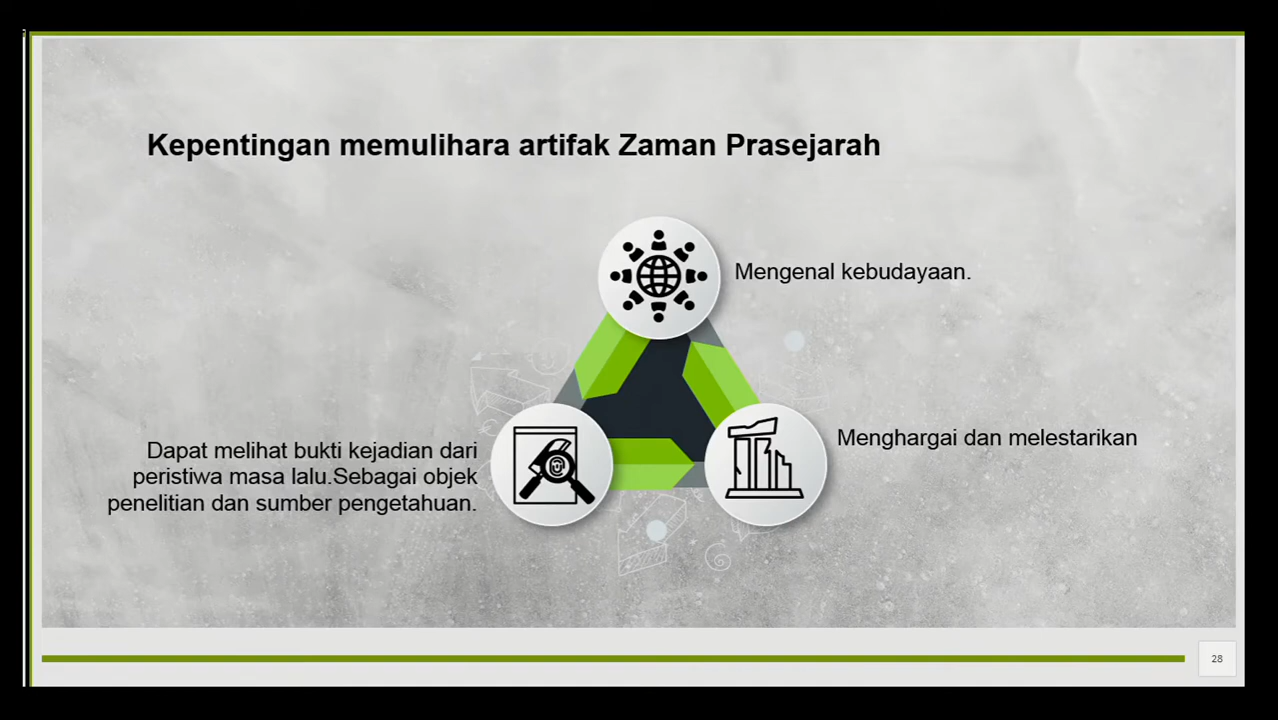 Kepentingan memulihara artifak Zaman Prasejarah
Mengenal kebudayaan.
Menghargai dan melestarikan
Dapat melihat bukti kejadian dari
peristiwa masa lalu.Sebagai objek
penelitian dan sumber pengetahuan.
28